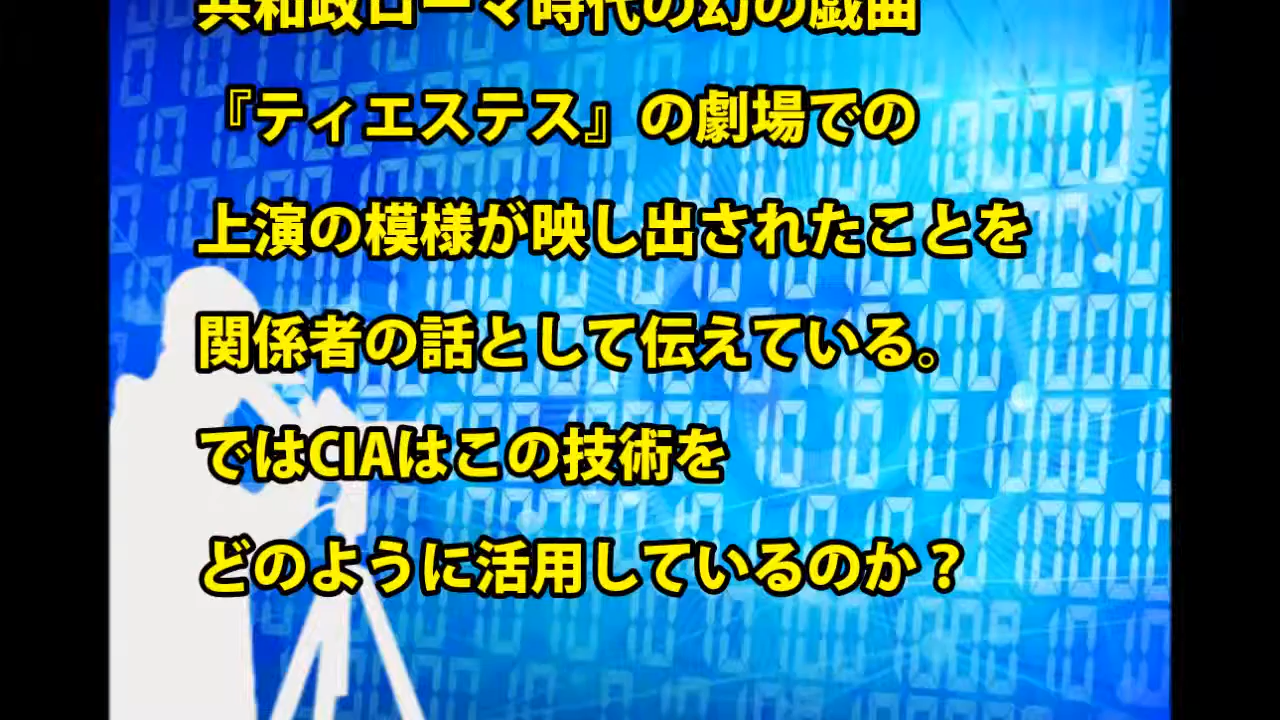 共和政ローマ時代の幻の戯曲
『ティエステス』の劇場での
上演の模様が映し出されたことを
関係者の話として伝えている。
ではCIAはこの技術を
どのように活用しているのか？